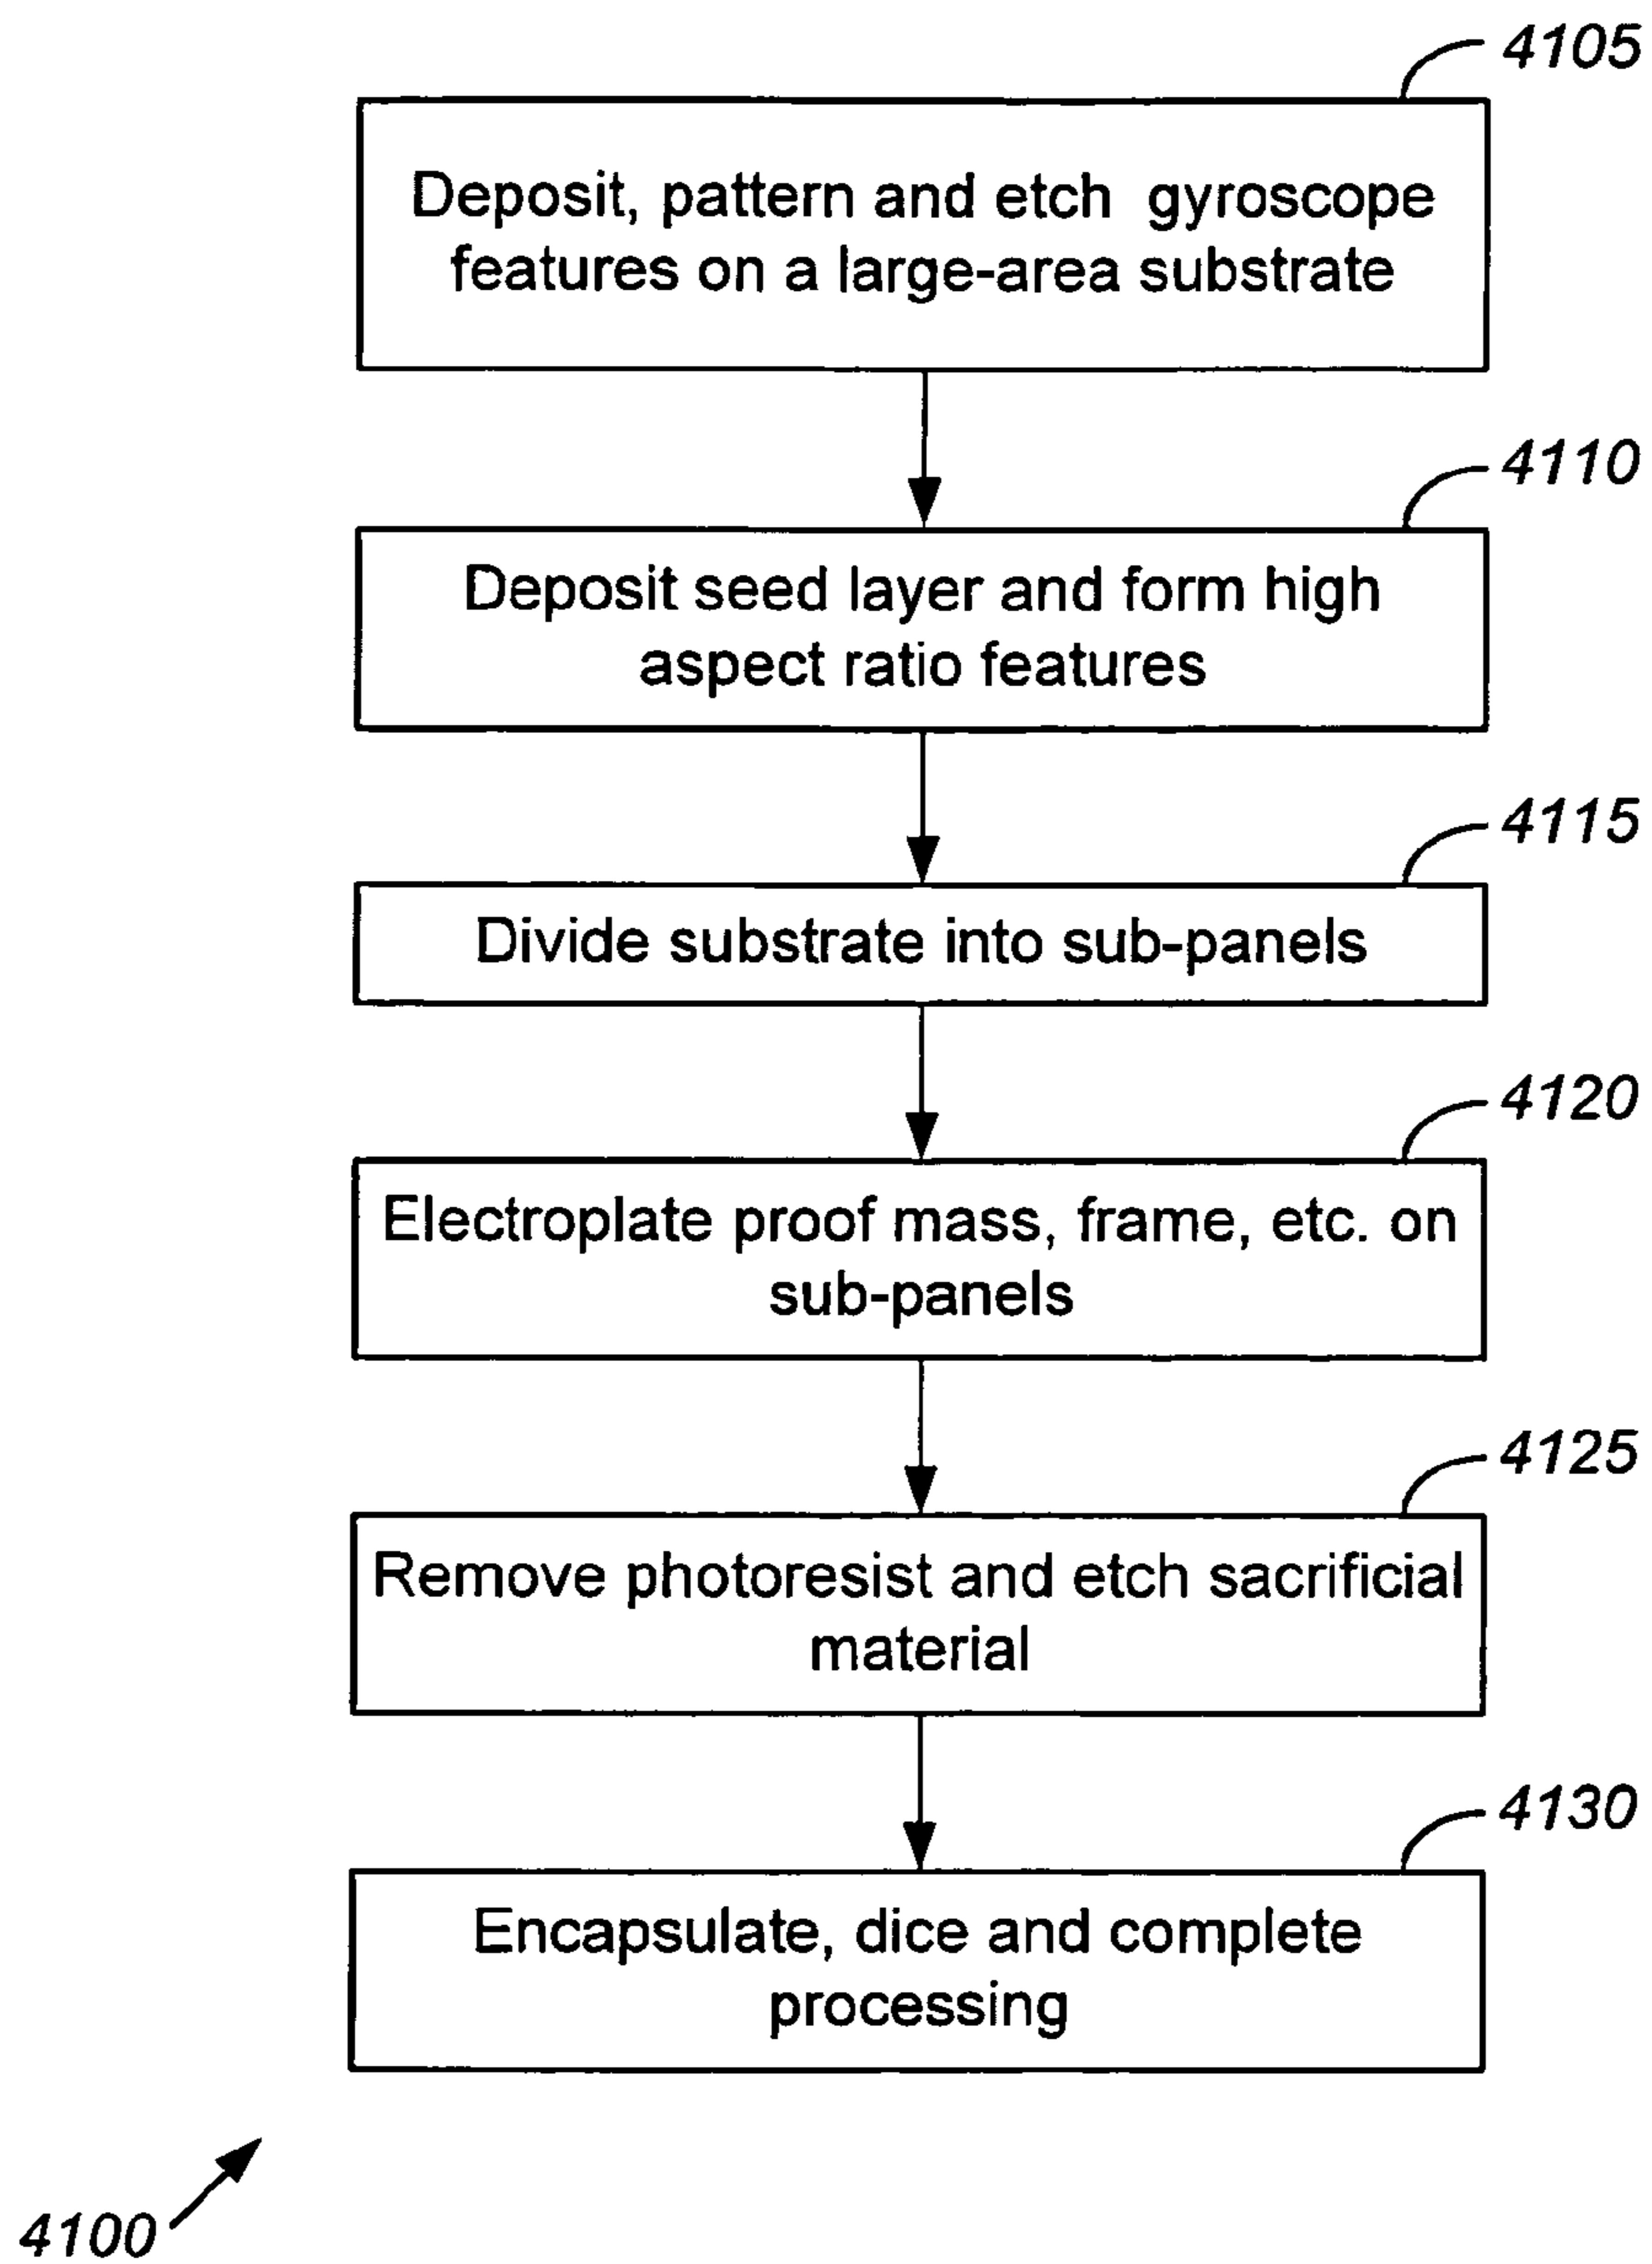 4105
Deposit, pattern and etch gyroscope
features on a large-area substrate
4110
Deposit seed layer and form high
aspect ratio features
4115
Divide substrate into sub-panels
4120
Electroplate proof mass, frame, etc. on
sub-panels
4125
Remove photoresist and etch sacrificial
material
4130
Encapsulate, dice and complete
processing
4100